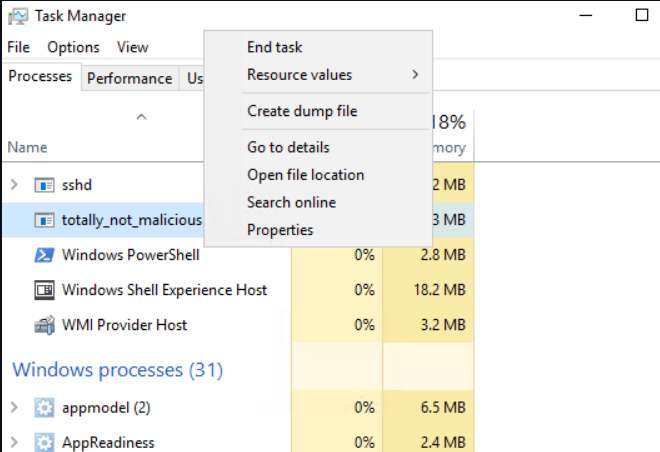 Task Manager
File Options View
Processes Performance Us
End task
Resource values
Create dump file
Go to details
Open file location
Search online
Properties
18%
Name mory
sshd 2 MB
totally_not_malicious 3 MB
Windows PowerShell 0% 2.8 MB
Windows Shell Experience Host 0% 18.2 MB
WMI Provider Host 0% 3.2 MB
Windows processes (31)
appmodel (2) 0% 6.5 MB
AppReadiness 0% 2.4 MB